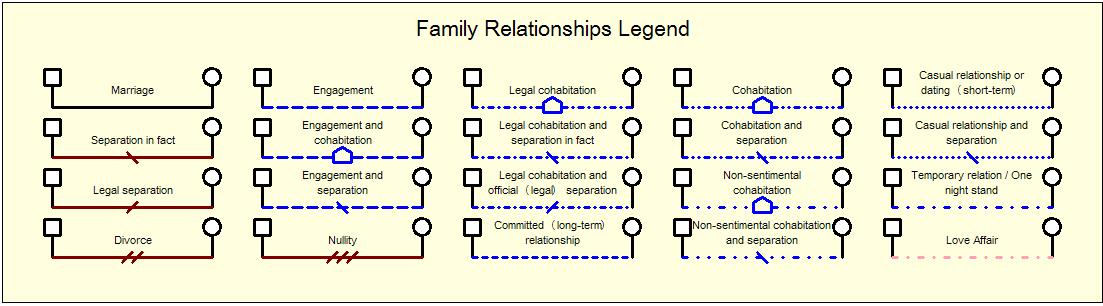 Family Relationships Legend
Marriage
Engagement
Legal cohabitation
Cohabitation
Casual relationship or
dating (short-term)
Separation in fact
Engagement and
cohabitation
Legal cohabitation and
separation in fact
Cohabitation and
separation
Casual relationship and
separation
Legal separation
Engagement and
separation
Legal cohabitation and
official (legal) separation
Non-sentimental
cohabitation
Temporary relation / One
night stand
Divorce
Nullity
Committed (long-term)
relationship
Non-sentimental cohabitation
and separation
Love Affair